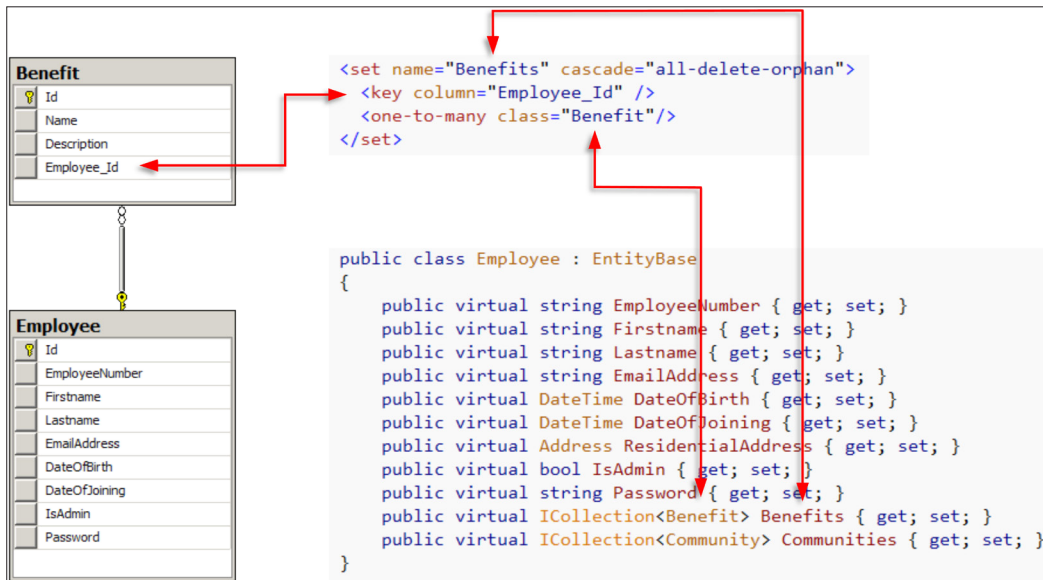 Benefit
Id
Name
Description
Employee_Id
<set name="Benefits" cascade="all-delete-orphan">
<key column="Employee_Id" />
<one-to-many class="Benefit"/>
</set>
Employee
Id
EmployeeNumber
Firstname
Lastname
EmailAddress
DateOfBirth
DateOfJoining
IsAdmin
Password
public class Employee : EntityBase
{
public virtual string EmployeeNumber { get; set; }
public virtual string Firstname { get; set; }
public virtual string Lastname { get; set; }
public virtual string EmailAddress { get; set; }
public virtual DateTime DateOfBirth { get; set; }
public virtual DateTime DateOfJoining { get; set; }
public virtual Address ResidentialAddress { get; set; }
public virtual bool IsAdmin { get; set; }
public virtual string Password { get; set; }
public virtual ICollection<Benefit> Benefits { get; set; }
public virtual ICollection<Community> Communities { get; set; }
}